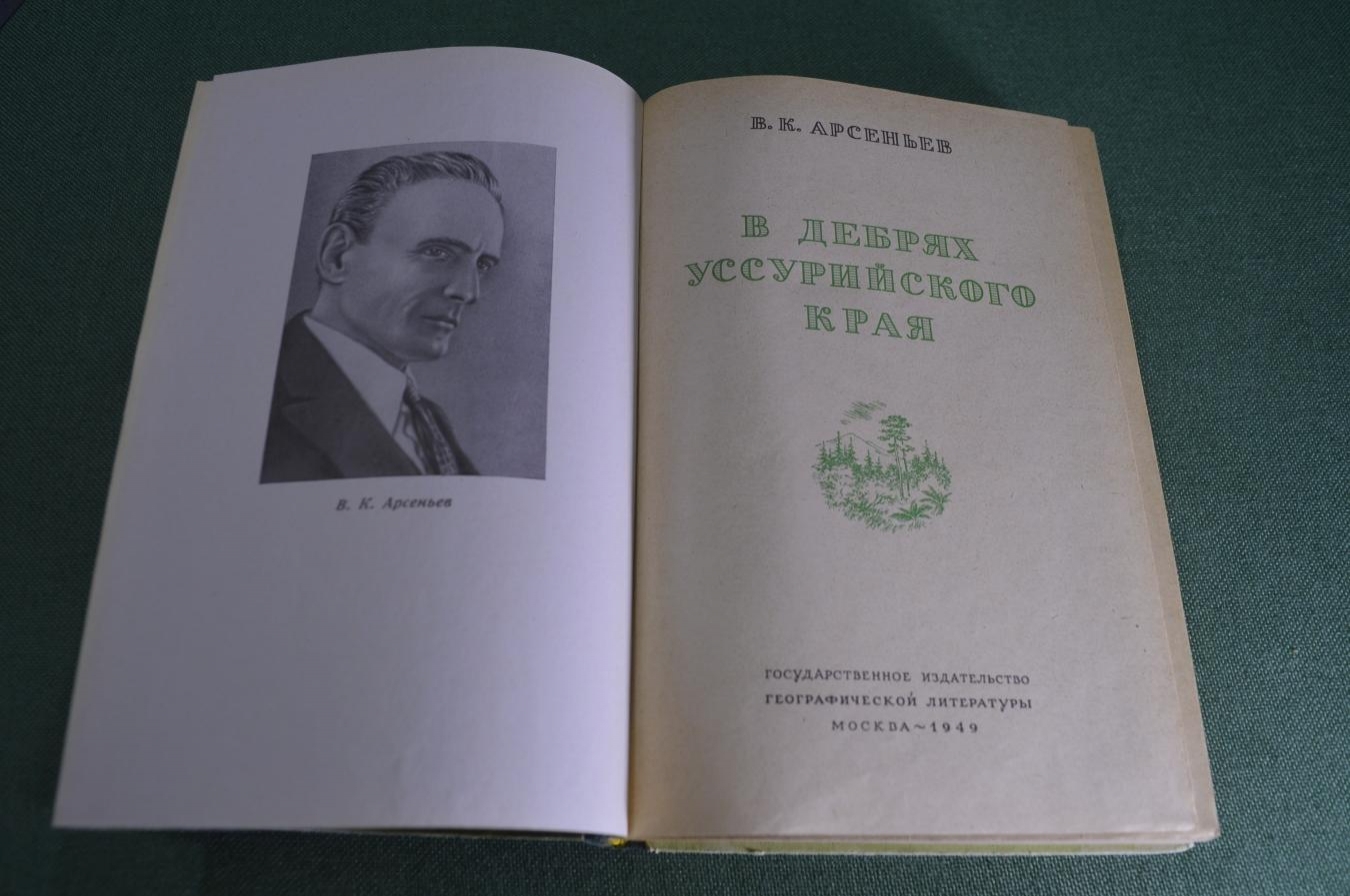 В. К. Арсеньев
В. К. АРСЕНЬЕВ
В ДЕБРЯХ
УССУРИЙСКОГО
КРАЯ
ГОСУДАРСТВЕННОЕ ИЗДАТЕЛЬСТВО
ГЕОГРАФИЧЕСКОЙ ЛИТЕРАТУРЫ
МОСКВА~1949